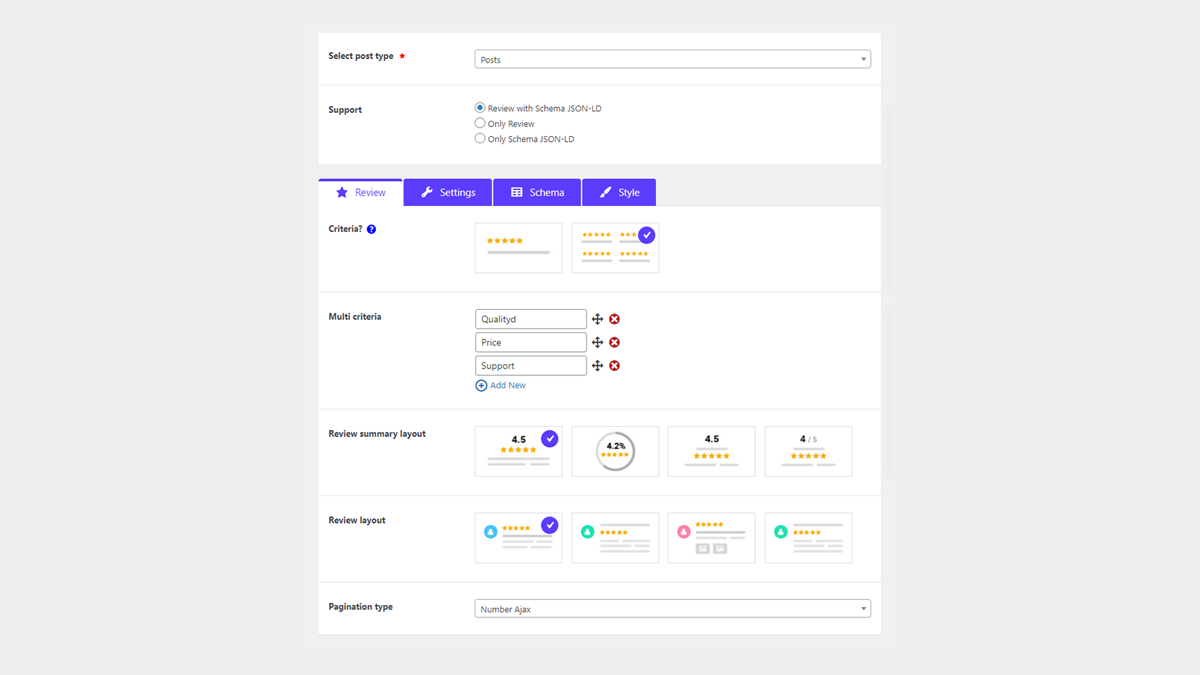 Select post type *
Posts
Support
Review with Schema JSON-LD
Only Review
Only Schema JSON-LD
Review
Settings
Schema
Style
Criteria? ?
Multi criteria
Qualityd
Price
Support
Add New
Review summary layout
4.5
4.2%
4.5
4 / 5
Review layout
Pagination type
Number Ajax